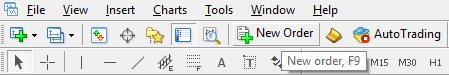 File View Insert Charts Tools Window Help
New Order AutoTrading
E F A T New order, F9 M15 M30 H1